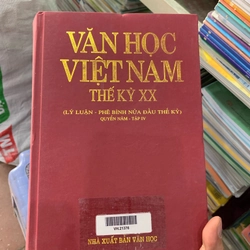 VĂN HỌC
VIỆT NAM
THẾ KỶ XX
(LÝ LUẬN - PHÊ BÌNH NỬA ĐẦU THẾ KỶ)
QUYỂN NĂM - TẬP IV
NHÀ XUẤT BẢN VĂN HỌC